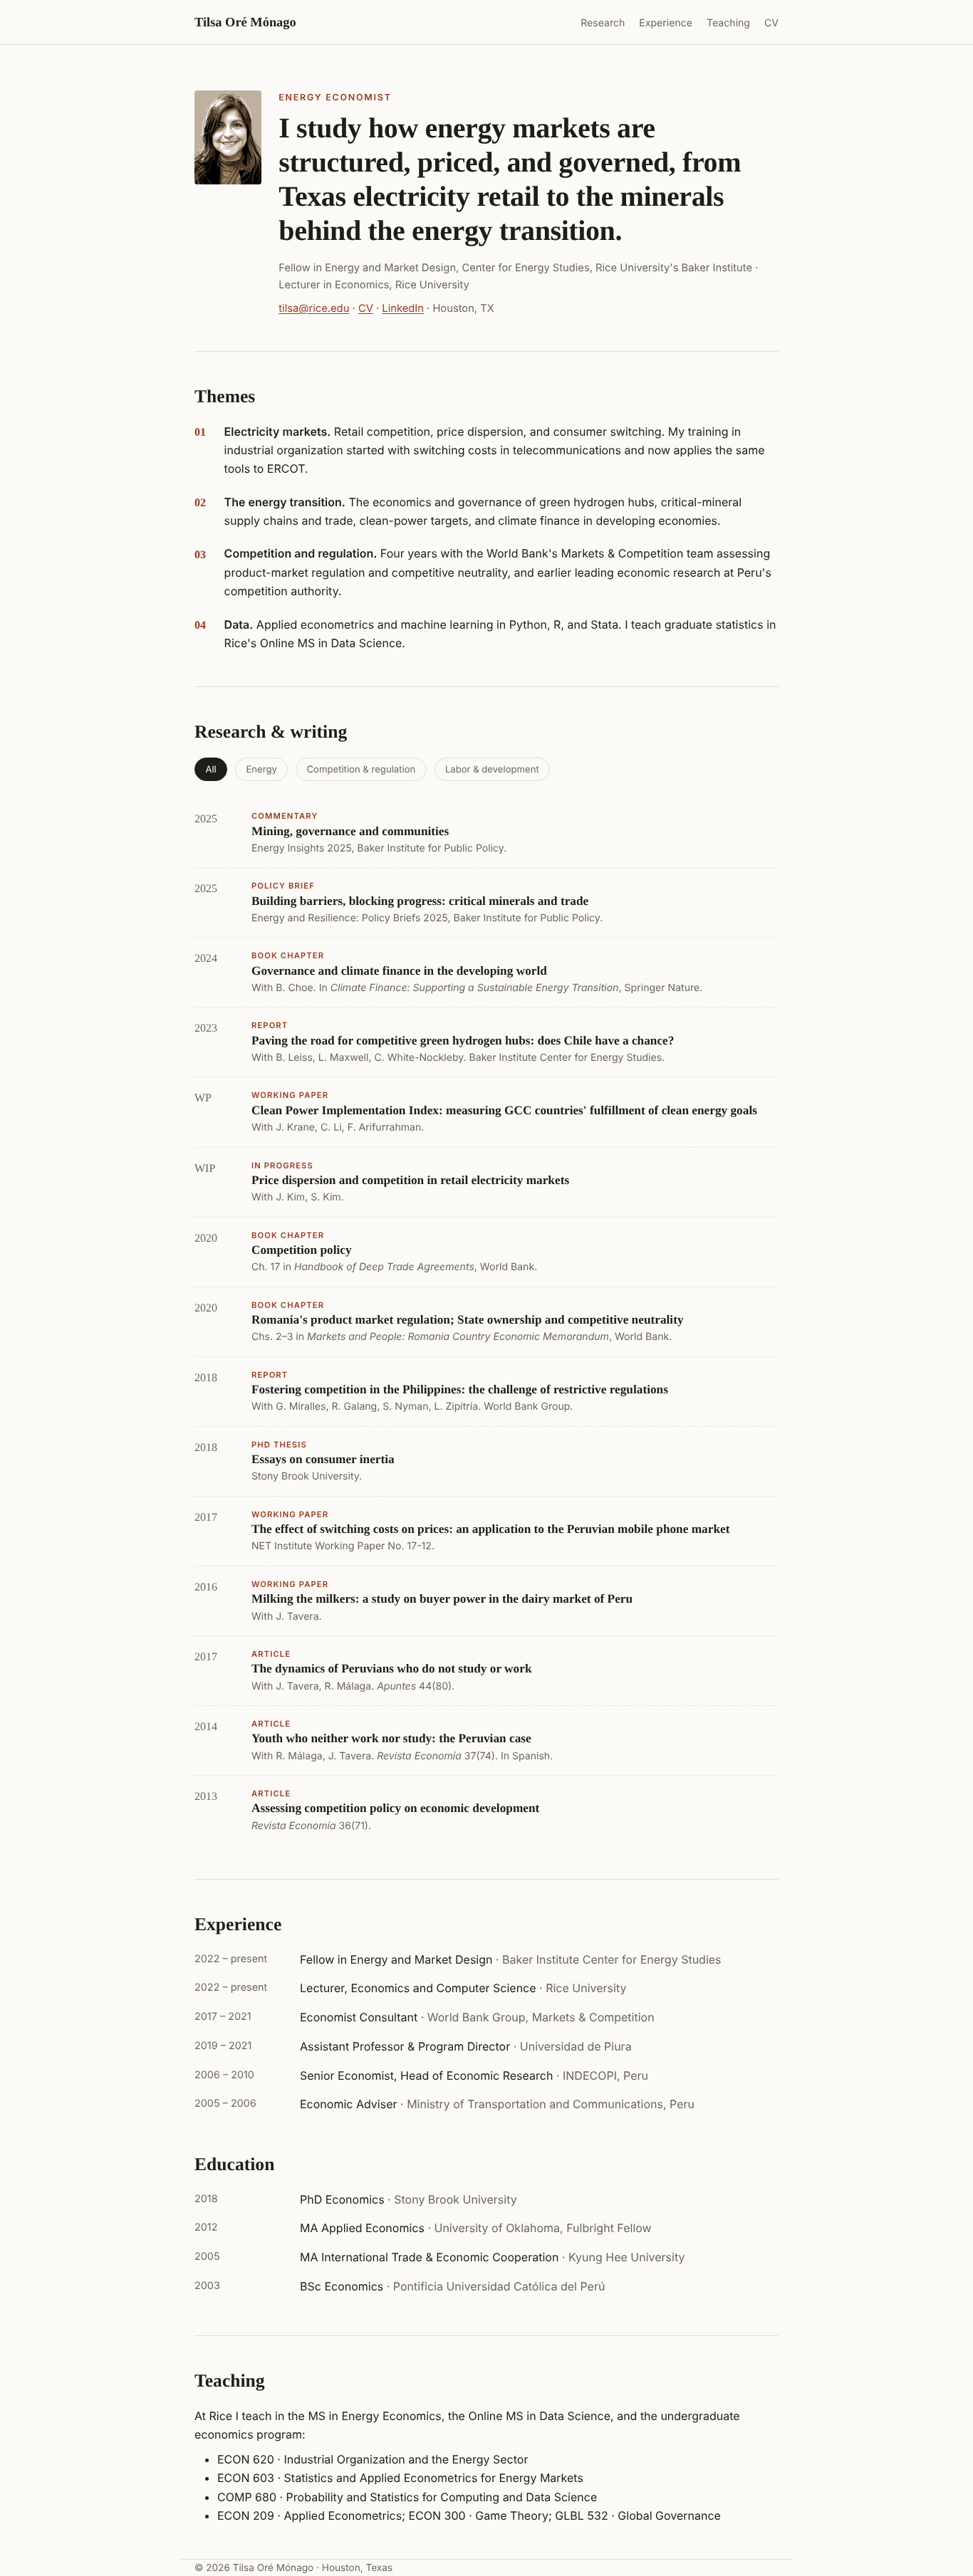 Tilsa Oré Mónago
Research Experience Teaching CV
ENERGY ECONOMIST
I study how energy markets are
structured, priced, and governed, from
Texas electricity retail to the minerals
behind the energy transition.
Fellow in Energy and Market Design, Center for Energy Studies, Rice University's Baker Institute ·
Lecturer in Economics, Rice University
tilsa@rice.edu · CV · LinkedIn · Houston, TX
Themes
01 Electricity markets. Retail competition, price dispersion, and consumer switching. My training in
industrial organization started with switching costs in telecommunications and now applies the same
tools to ERCOT.
02 The energy transition. The economics and governance of green hydrogen hubs, critical-mineral
supply chains and trade, clean-power targets, and climate finance in developing economies.
03 Competition and regulation. Four years with the World Bank's Markets & Competition team assessing
product-market regulation and competitive neutrality, and earlier leading economic research at Peru's
competition authority.
04 Data. Applied econometrics and machine learning in Python, R, and Stata. I teach graduate statistics in
Rice's Online MS in Data Science.
Research & writing
All Energy Competition & regulation Labor & development
2025 COMMENTARY
Mining, governance and communities
Energy Insights 2025, Baker Institute for Public Policy.
2025 POLICY BRIEF
Building barriers, blocking progress: critical minerals and trade
Energy and Resilience: Policy Briefs 2025, Baker Institute for Public Policy.
2024 BOOK CHAPTER
Governance and climate finance in the developing world
With B. Choe. In Climate Finance: Supporting a Sustainable Energy Transition, Springer Nature.
2023 REPORT
Paving the road for competitive green hydrogen hubs: does Chile have a chance?
With B. Leiss, L. Maxwell, C. White-Nockleby. Baker Institute Center for Energy Studies.
WP WORKING PAPER
Clean Power Implementation Index: measuring GCC countries' fulfillment of clean energy goals
With J. Krane, C. Li, F. Arifurrahman.
WIP IN PROGRESS
Price dispersion and competition in retail electricity markets
With J. Kim, S. Kim.
2020 BOOK CHAPTER
Competition policy
Ch. 17 in Handbook of Deep Trade Agreements, World Bank.
2020 BOOK CHAPTER
Romania's product market regulation; State ownership and competitive neutrality
Chs. 2–3 in Markets and People: Romania Country Economic Memorandum, World Bank.
2018 REPORT
Fostering competition in the Philippines: the challenge of restrictive regulations
With G. Miralles, R. Galang, S. Nyman, L. Zipitría. World Bank Group.
2018 PHD THESIS
Essays on consumer inertia
Stony Brook University.
2017 WORKING PAPER
The effect of switching costs on prices: an application to the Peruvian mobile phone market
NET Institute Working Paper No. 17-12.
2016 WORKING PAPER
Milking the milkers: a study on buyer power in the dairy market of Peru
With J. Tavera.
2017 ARTICLE
The dynamics of Peruvians who do not study or work
With J. Tavera, R. Málaga. Apuntes 44(80).
2014 ARTICLE
Youth who neither work nor study: the Peruvian case
With R. Málaga, J. Tavera. Revista Economía 37(74). In Spanish.
2013 ARTICLE
Assessing competition policy on economic development
Revista Economía 36(71).
Experience
2022 – present Fellow in Energy and Market Design · Baker Institute Center for Energy Studies
2022 – present Lecturer, Economics and Computer Science · Rice University
2017 – 2021 Economist Consultant · World Bank Group, Markets & Competition
2019 – 2021 Assistant Professor & Program Director · Universidad de Piura
2006 – 2010 Senior Economist, Head of Economic Research · INDECOPI, Peru
2005 – 2006 Economic Adviser · Ministry of Transportation and Communications, Peru
Education
2018 PhD Economics · Stony Brook University
2012 MA Applied Economics · University of Oklahoma, Fulbright Fellow
2005 MA International Trade & Economic Cooperation · Kyung Hee University
2003 BSc Economics · Pontificia Universidad Católica del Perú
Teaching
At Rice I teach in the MS in Energy Economics, the Online MS in Data Science, and the undergraduate
economics program:
• ECON 620 · Industrial Organization and the Energy Sector
• ECON 603 · Statistics and Applied Econometrics for Energy Markets
• COMP 680 · Probability and Statistics for Computing and Data Science
• ECON 209 · Applied Econometrics; ECON 300 · Game Theory; GLBL 532 · Global Governance
© 2026 Tilsa Oré Mónago · Houston, Texas